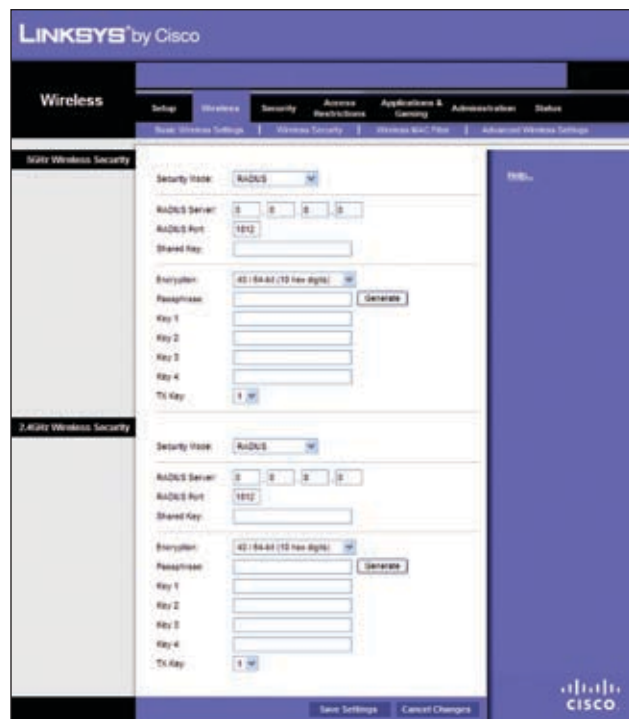 LINKSYS® by Cisco
Wireless
Setup Wireless Security Access Restrictions Applications & Gaming Administration Status
Basic Wireless Settings | Wireless Security | Wireless MAC Filter | Advanced Wireless Settings
5GHz Wireless Security
Help...
Security Mode: RADIUS
RADIUS Server: 0 . 0 . 0 . 0
RADIUS Port: 1812
Shared Key:
Encryption: 40 / 64-bit (10 hex digits)
Passphrase: Generate
Key 1
Key 2
Key 3
Key 4
TX Key: 1
2.4GHz Wireless Security
Security Mode: RADIUS
RADIUS Server: 0 . 0 . 0 . 0
RADIUS Port: 1812
Shared Key:
Encryption: 40 / 64-bit (10 hex digits)
Passphrase: Generate
Key 1
Key 2
Key 3
Key 4
TX Key: 1
Save Settings Cancel Changes
CISCO